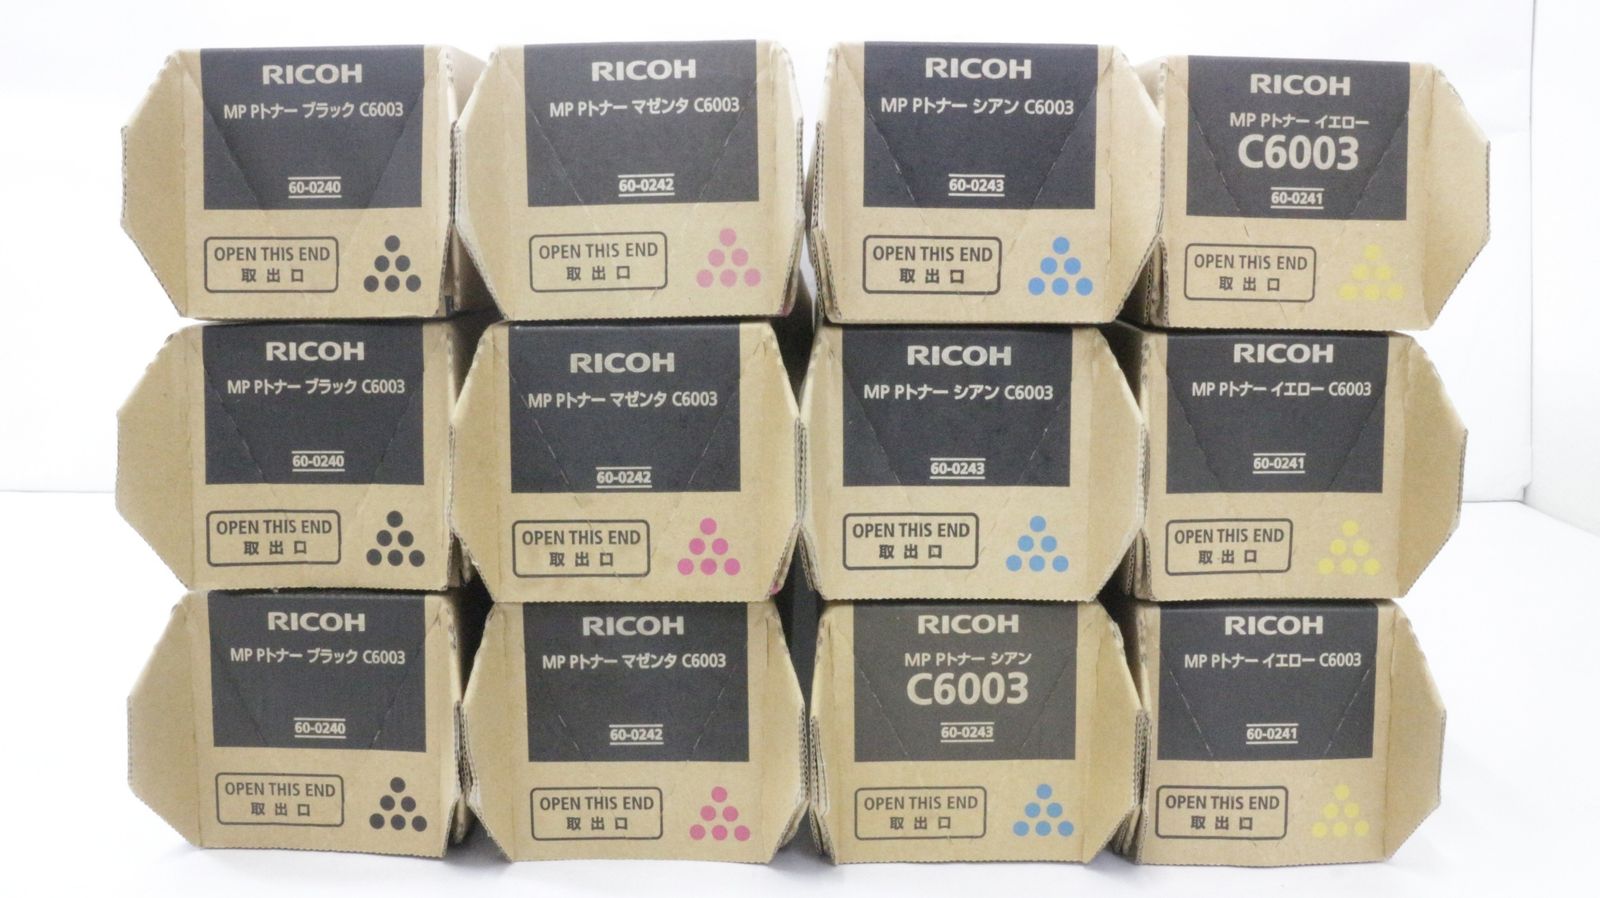 RICOH
MP Pトナー ブラック C6003
60-0240
OPEN THIS END
取出口
RICOH
MP Pトナー マゼンタ C6003
60-0242
OPEN THIS END
取出口
RICOH
MP Pトナー シアン C6003
60-0243
OPEN THIS END
取出口
RICOH
MP Pトナー イエロー
C6003
60-0241
OPEN THIS END
取出口
RICOH
MP Pトナー ブラック C6003
60-0240
OPEN THIS END
取出口
RICOH
MP Pトナー マゼンタ C6003
60-0242
OPEN THIS END
取出口
RICOH
MP Pトナー シアン C6003
60-0243
OPEN THIS END
取出口
RICOH
MP Pトナー イエロー C6003
60-0241
OPEN THIS END
取出口
RICOH
MP Pトナー ブラック C6003
60-0240
OPEN THIS END
取出口
RICOH
MP Pトナー マゼンタ C6003
60-0242
OPEN THIS END
取出口
RICOH
MP Pトナー シアン
C6003
60-0243
OPEN THIS END
取出口
RICOH
MP Pトナー イエロー C6003
60-0241
OPEN THIS END
取出口